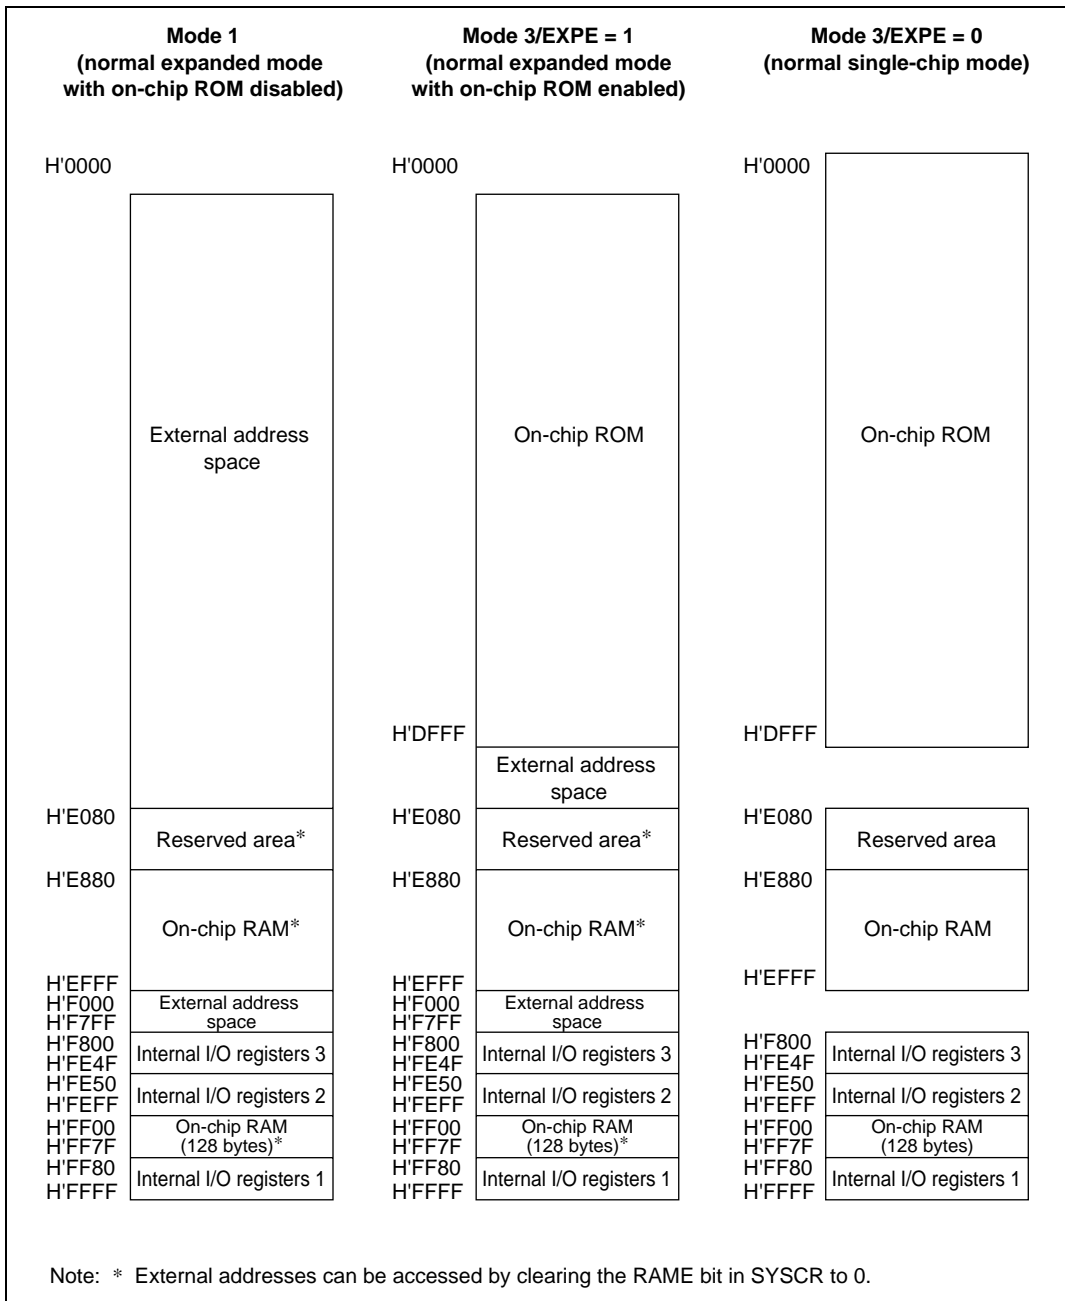 Mode 1
(normal expanded mode
with on-chip ROM disabled)
H'0000
External address
space
H'E080
Reserved area*
H'E880
On-chip RAM*
H'EFFF
H'F000
External address
space
H'F7FF
H'F800
Internal I/O registers 3
H'FE4F
H'FE50
Internal I/O registers 2
H'FEFF
H'FF00
On-chip RAM
(128 bytes)*
H'FF7F
H'FF80
Internal I/O registers 1
H'FFFF
Mode 3/EXPE = 1
(normal expanded mode
with on-chip ROM enabled)
H'0000
On-chip ROM
H'DFFF
External address
space
H'E080
Reserved area*
H'E880
On-chip RAM*
H'EFFF
H'F000
External address
space
H'F7FF
H'F800
Internal I/O registers 3
H'FE4F
H'FE50
Internal I/O registers 2
H'FEFF
H'FF00
On-chip RAM
(128 bytes)*
H'FF7F
H'FF80
Internal I/O registers 1
H'FFFF
Mode 3/EXPE = 0
(normal single-chip mode)
H'0000
On-chip ROM
H'DFFF
H'E080
Reserved area
H'E880
On-chip RAM
H'EFFF
H'F800
Internal I/O registers 3
H'FE4F
H'FE50
Internal I/O registers 2
H'FEFF
H'FF00
On-chip RAM
(128 bytes)
H'FF7F
H'FF80
Internal I/O registers 1
H'FFFF
Note: * External addresses can be accessed by clearing the RAME bit in SYSCR to 0.